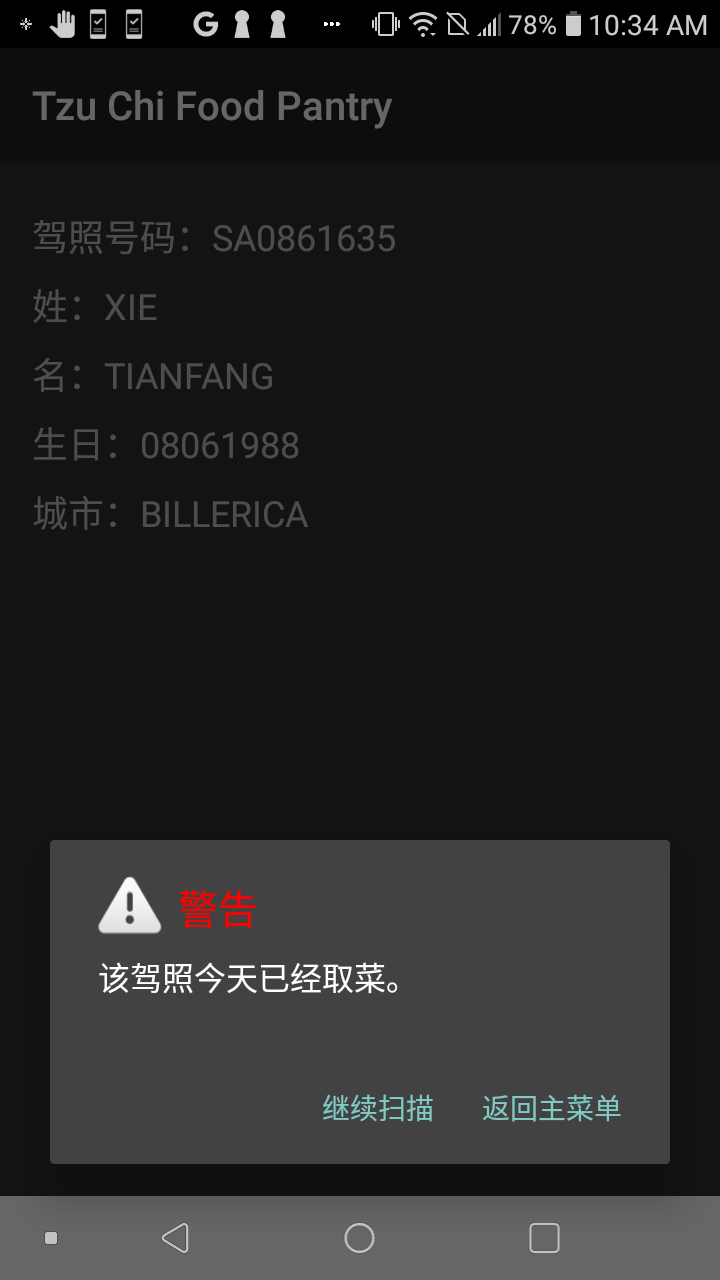 78% 10:34 AM
Tzu Chi Food Pantry
驾照号码：SA0861635
姓：XIE
名：TIANFANG
生日：08061988
城市：BILLERICA
警告
该驾照今天已经取菜。
继续扫描 返回主菜单